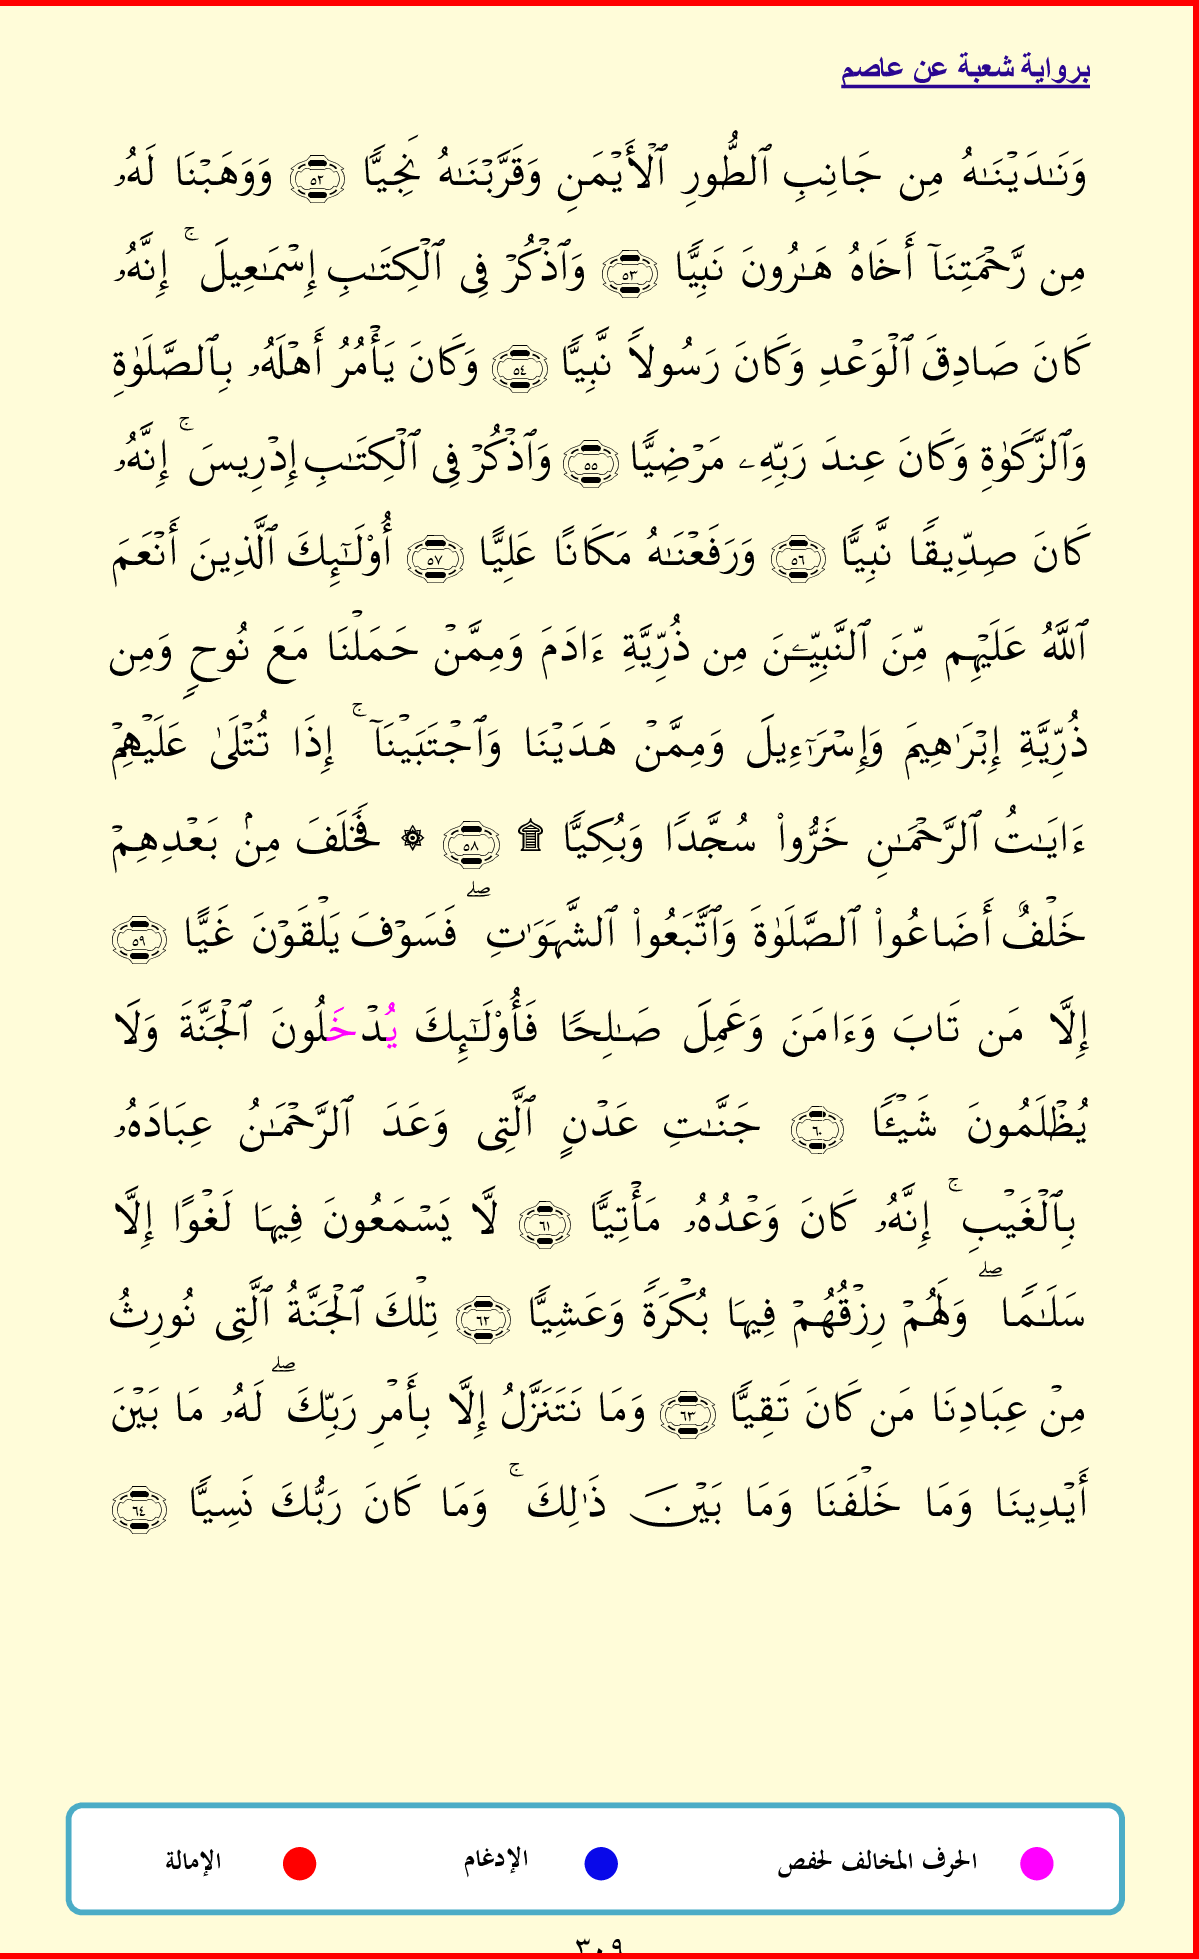 برواية شعبة عن عاصم
وَنَٰدَيْنَٰهُ مِن جَانِبِ ٱلطُّورِ ٱلْأَيْمَنِ وَقَرَّبْنَٰهُ نَجِيًّا ٥٢ وَوَهَبْنَا لَهُۥ
مِن رَّحْمَتِنَآ أَخَاهُ هَٰرُونَ نَبِيًّا ٥٣ وَٱذْكُرْ فِى ٱلْكِتَٰبِ إِسْمَٰعِيلَ ۚ إِنَّهُۥ
كَانَ صَادِقَ ٱلْوَعْدِ وَكَانَ رَسُولًا نَّبِيًّا ٥٤ وَكَانَ يَأْمُرُ أَهْلَهُۥ بِٱلصَّلَوٰةِ
وَٱلزَّكَوٰةِ وَكَانَ عِندَ رَبِّهِۦ مَرْضِيًّا ٥٥ وَٱذْكُرْ فِى ٱلْكِتَٰبِ إِدْرِيسَ ۚ إِنَّهُۥ
كَانَ صِدِّيقًا نَّبِيًّا ٥٦ وَرَفَعْنَٰهُ مَكَانًا عَلِيًّا ٥٧ أُو۟لَٰٓئِكَ ٱلَّذِينَ أَنْعَمَ
ٱللَّهُ عَلَيْهِم مِّنَ ٱلنَّبِيِّۦنَ مِن ذُرِّيَّةِ ءَادَمَ وَمِمَّنْ حَمَلْنَا مَعَ نُوحٍ وَمِن
ذُرِّيَّةِ إِبْرَٰهِيمَ وَإِسْرَٰٓءِيلَ وَمِمَّنْ هَدَيْنَا وَٱجْتَبَيْنَآ ۚ إِذَا تُتْلَىٰ عَلَيْهِمْ
ءَايَٰتُ ٱلرَّحْمَٰنِ خَرُّوا۟ سُجَّدًا وَبُكِيًّا ۩ ٥٨ ۞ فَخَلَفَ مِنۢ بَعْدِهِمْ
خَلْفٌ أَضَاعُوا۟ ٱلصَّلَوٰةَ وَٱتَّبَعُوا۟ ٱلشَّهَوَٰتِ ۖ فَسَوْفَ يَلْقَوْنَ غَيًّا ٥٩
إِلَّا مَن تَابَ وَءَامَنَ وَعَمِلَ صَٰلِحًا فَأُو۟لَٰٓئِكَ يُدْخَلُونَ ٱلْجَنَّةَ وَلَا
يُظْلَمُونَ شَيْـًٔا ٦٠ جَنَّٰتِ عَدْنٍ ٱلَّتِى وَعَدَ ٱلرَّحْمَٰنُ عِبَادَهُۥ
بِٱلْغَيْبِ ۚ إِنَّهُۥ كَانَ وَعْدُهُۥ مَأْتِيًّا ٦١ لَّا يَسْمَعُونَ فِيهَا لَغْوًا إِلَّا
سَلَٰمًا ۖ وَلَهُمْ رِزْقُهُمْ فِيهَا بُكْرَةً وَعَشِيًّا ٦٢ تِلْكَ ٱلْجَنَّةُ ٱلَّتِى نُورِثُ
مِنْ عِبَادِنَا مَن كَانَ تَقِيًّا ٦٣ وَمَا نَتَنَزَّلُ إِلَّا بِأَمْرِ رَبِّكَ ۖ لَهُۥ مَا بَيْنَ
أَيْدِينَا وَمَا خَلْفَنَا وَمَا بَيْنَ ذَٰلِكَ ۚ وَمَا كَانَ رَبُّكَ نَسِيًّا ٦٤
الحرف المخالف لحفص الإدغام الإمالة
٣٠٩